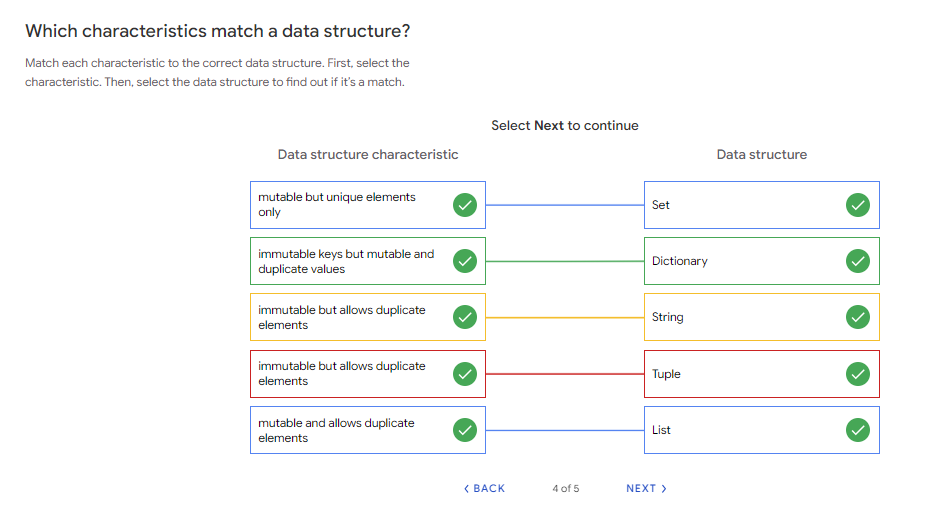 Which characteristics match a data structure?
Match each characteristic to the correct data structure. First, select the
characteristic. Then, select the data structure to find out if it's a match.
Select Next to continue
Data structure characteristic
Data structure
mutable but unique elements
only
Set
immutable keys but mutable and
duplicate values
Dictionary
immutable but allows duplicate
elements
String
immutable but allows duplicate
elements
Tuple
mutable and allows duplicate
elements
List
BACK
4 of 5
NEXT